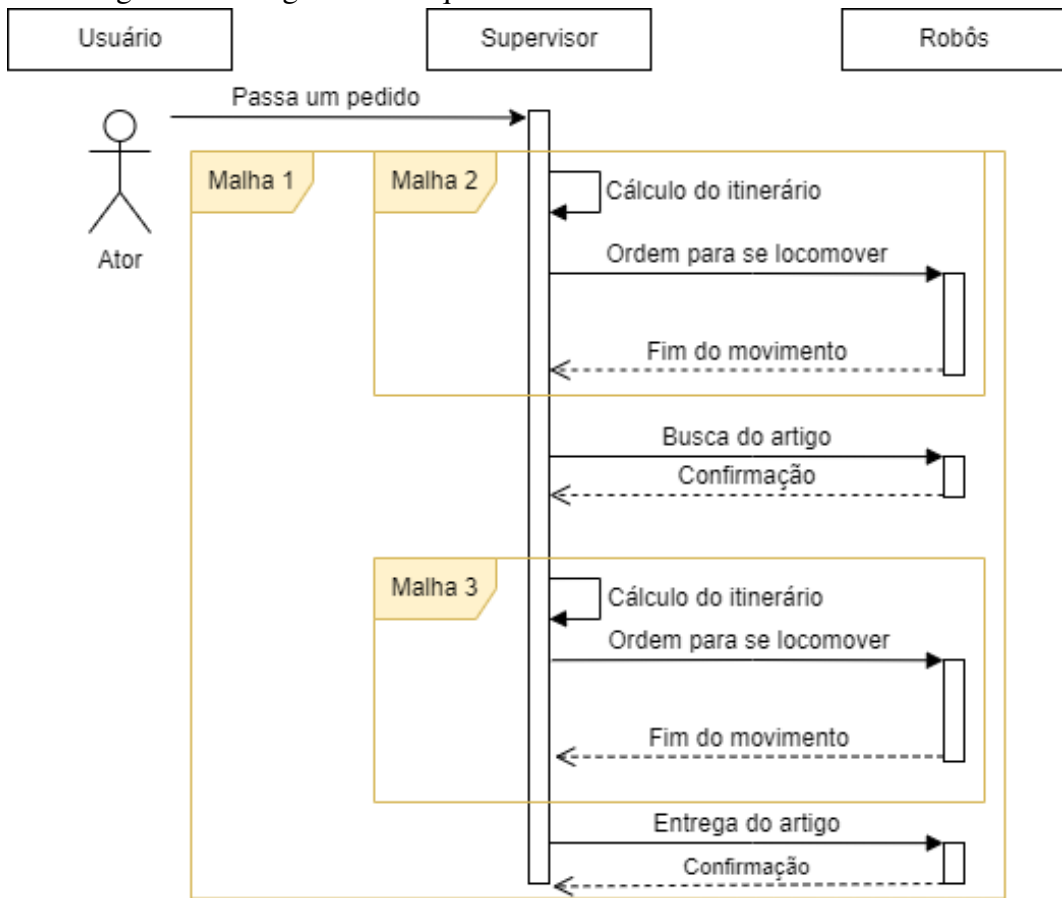 Usuário
Supervisor
Robôs
Passa um pedido
Malha 1
Malha 2
Cálculo do itinerário
Ator
Ordem para se locomover
Fim do movimento
Busca do artigo
Confirmação
Malha 3
Cálculo do itinerário
Ordem para se locomover
Fim do movimento
Entrega do artigo
Confirmação